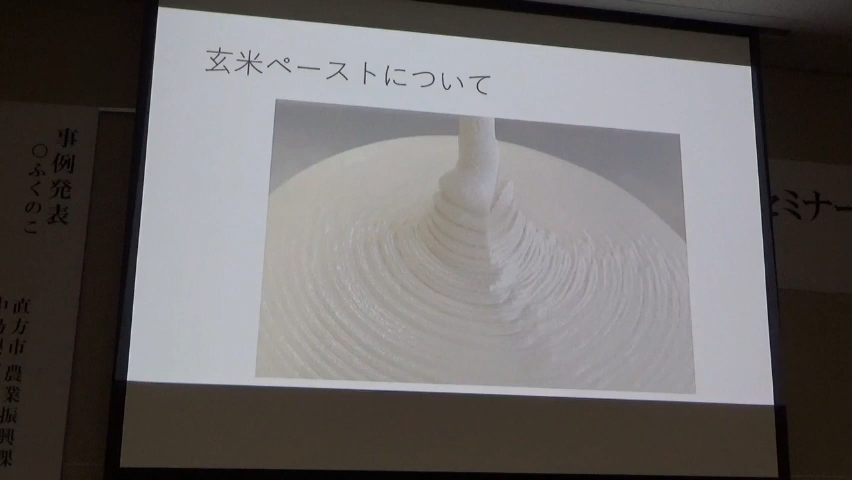 玄米ペーストについて
事例発表
○ふくのこ
直方市 農業振興課
セミナー